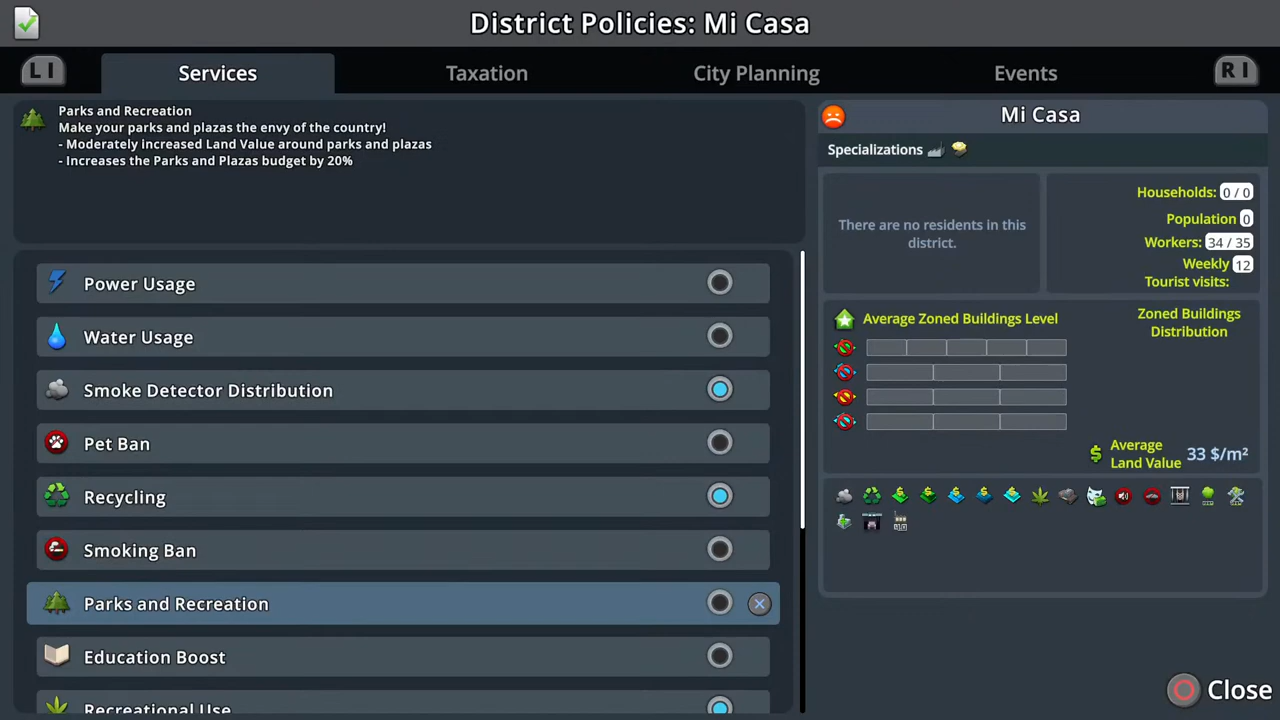 District Policies: Mi Casa
L1
Services
Taxation
City Planning
Events
R1
Parks and Recreation
Make your parks and plazas the envy of the country!
- Moderately increased Land Value around parks and plazas
- Increases the Parks and Plazas budget by 20%
Power Usage
Water Usage
Smoke Detector Distribution
Pet Ban
Recycling
Smoking Ban
Parks and Recreation
Education Boost
Recreational Use
Mi Casa
Specializations
There are no residents in this
district.
Households: 0 / 0
Population 0
Workers: 34 / 35
Weekly 12
Tourist visits:
Average Zoned Buildings Level
Zoned Buildings
Distribution
$ Average
Land Value 33 $/m²
Close